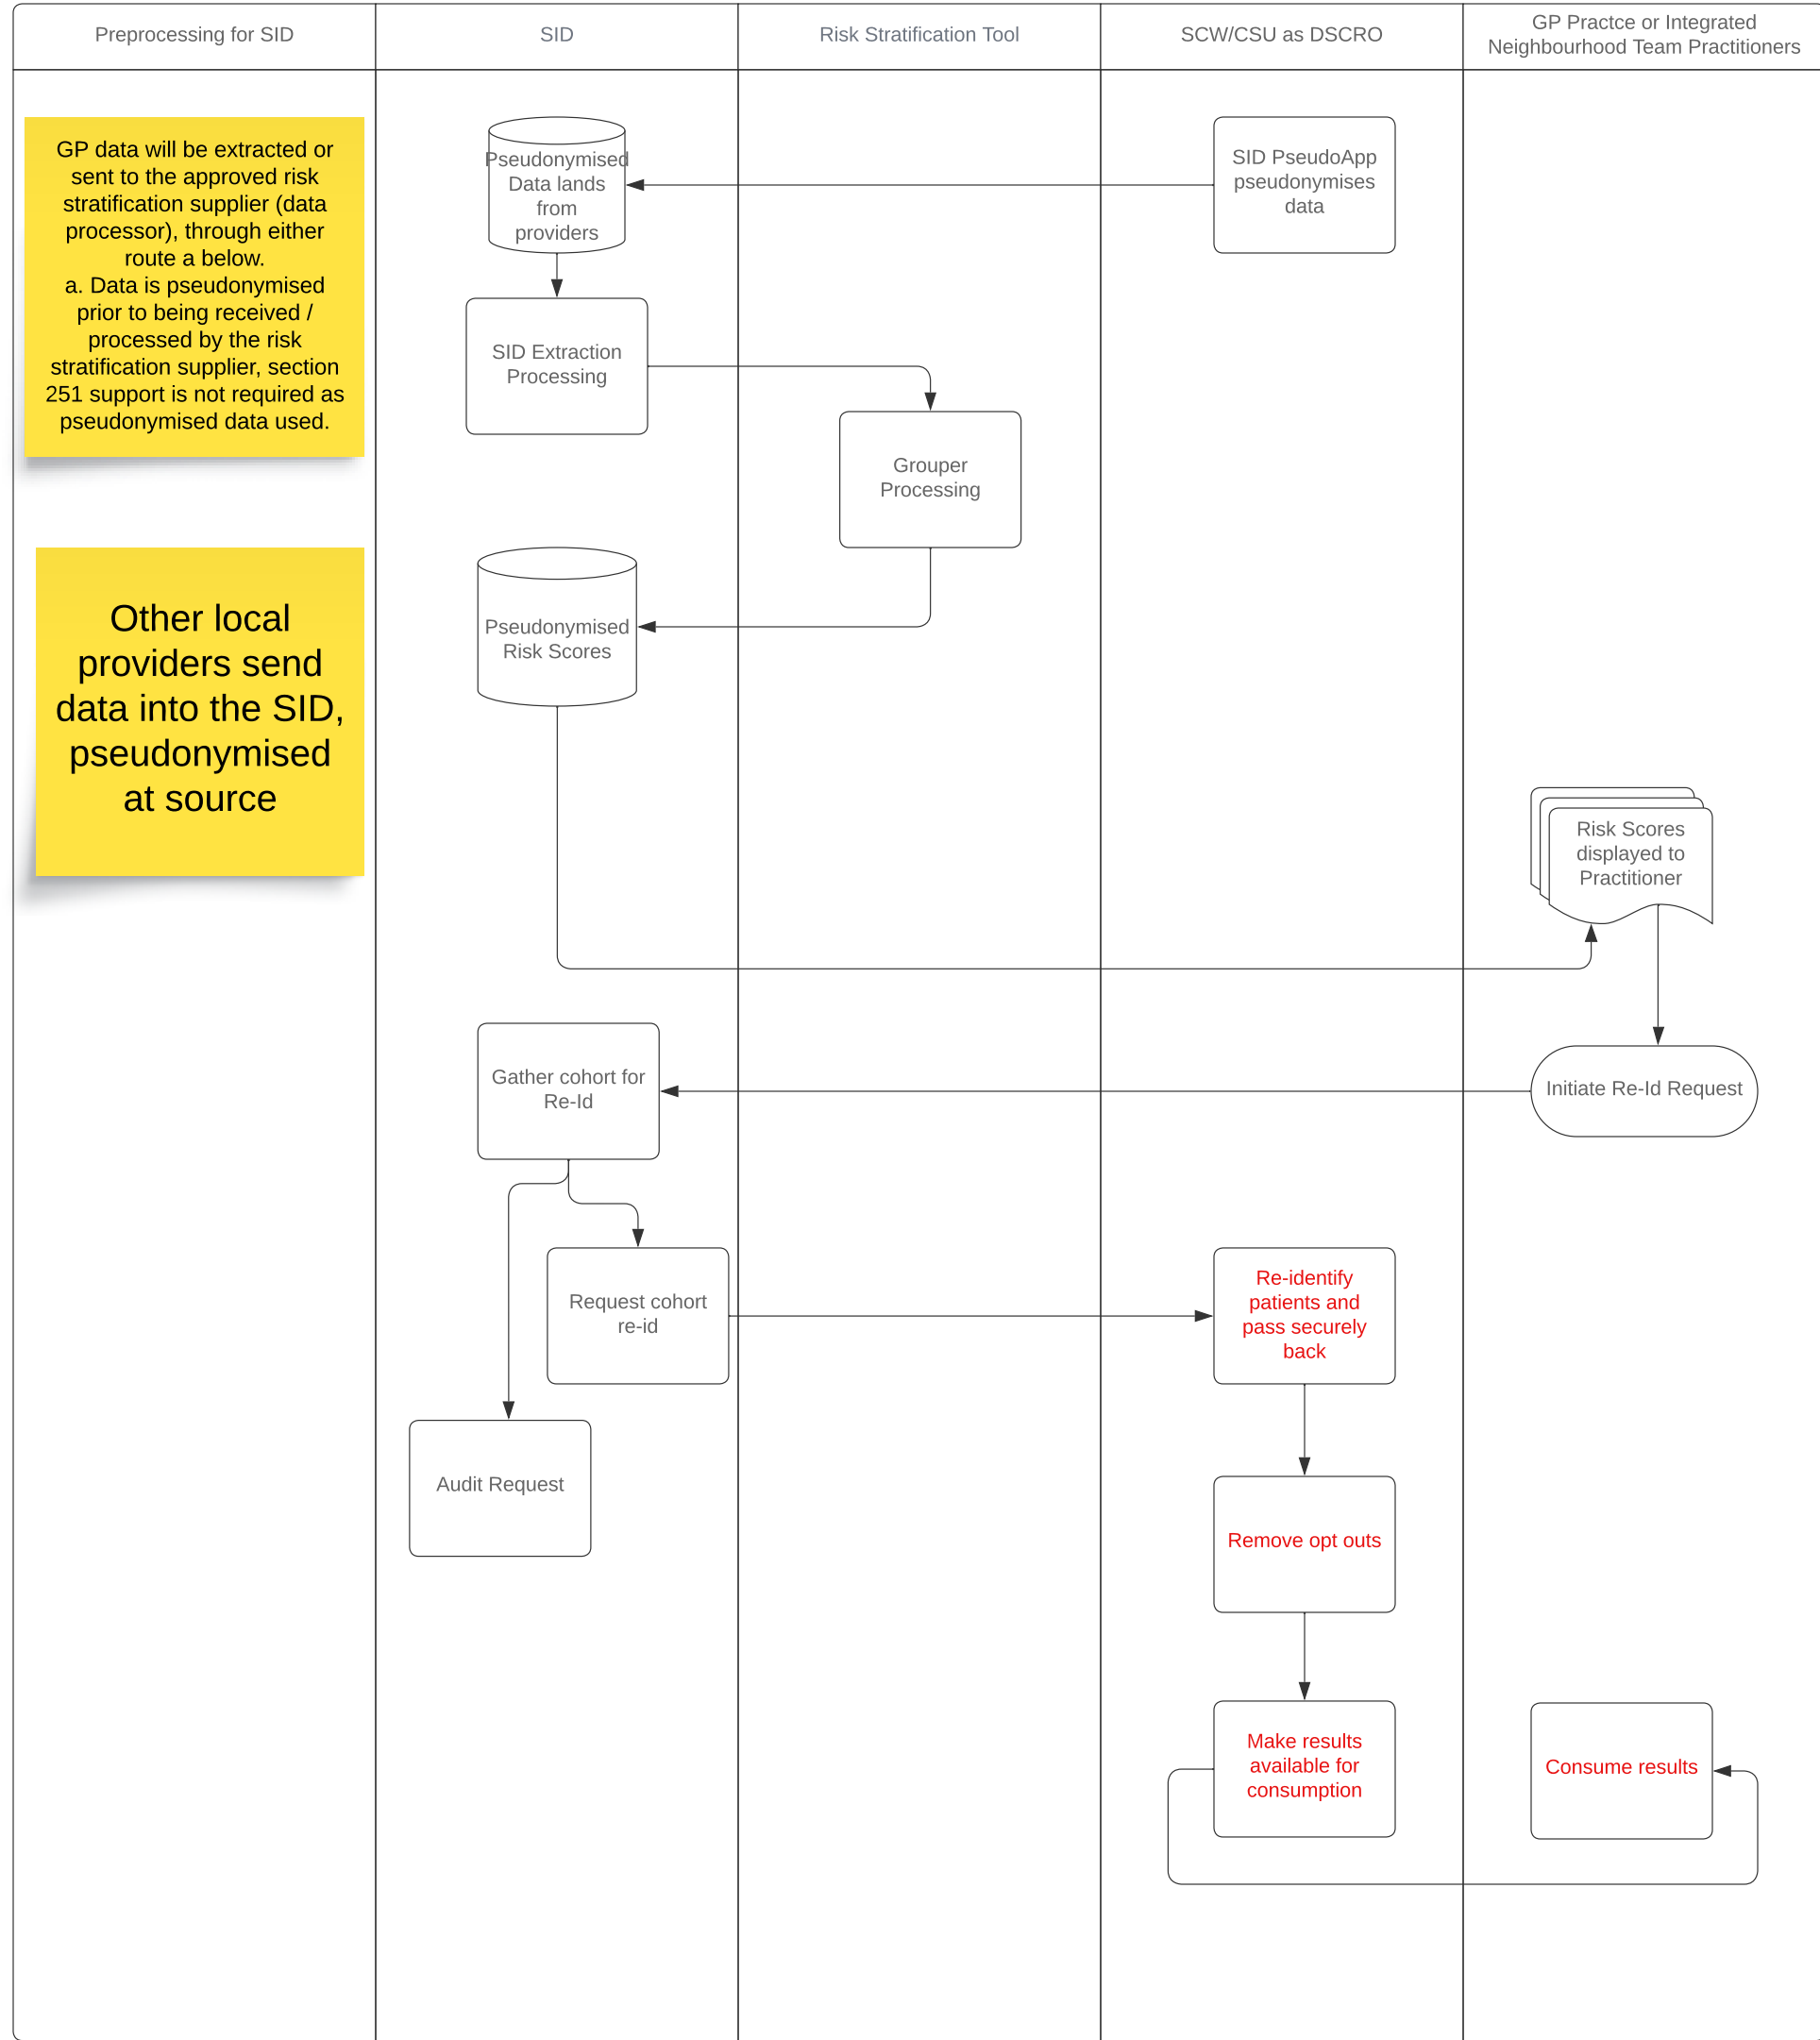 Preprocessing for SID
SID
Risk Stratification Tool
SCW/CSU as DSCRO
GP Practce or Integrated
Neighbourhood Team Practitioners
GP data will be extracted or
sent to the approved risk
stratification supplier (data
processor), through either
route a below.
a. Data is pseudonymised
prior to being received /
processed by the risk
stratification supplier, section
251 support is not required as
pseudonymised data used.
Pseudonymised
Data lands
from
providers
SID PseudoApp
pseudonymises
data
SID Extraction
Processing
Grouper
Processing
Other local
providers send
data into the SID,
pseudonymised
at source
Pseudonymised
Risk Scores
Risk Scores
displayed to
Practitioner
Gather cohort for
Re-Id
Initiate Re-Id Request
Request cohort
re-id
Re-identify
patients and
pass securely
back
Audit Request
Remove opt outs
Make results
available for
consumption
Consume results